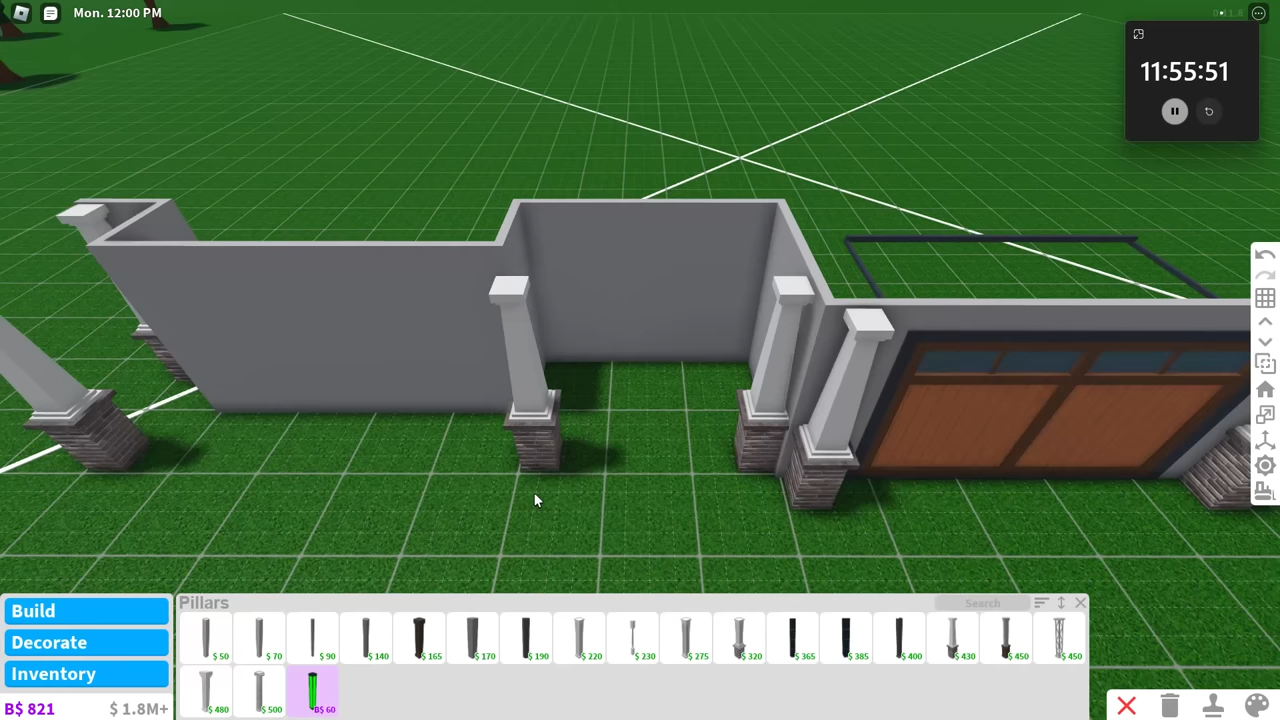 Mon. 12:00 PM
11:55:51
Pillars
Search
Build
Decorate
Inventory
B$ 821
$ 1.8M+
$ 50
$ 70
$ 90
$ 140
$ 165
$ 170
$ 190
$ 220
$ 230
$ 275
$ 320
$ 365
$ 385
$ 400
$ 430
$ 450
$ 450
$ 480
$ 500
B$ 60